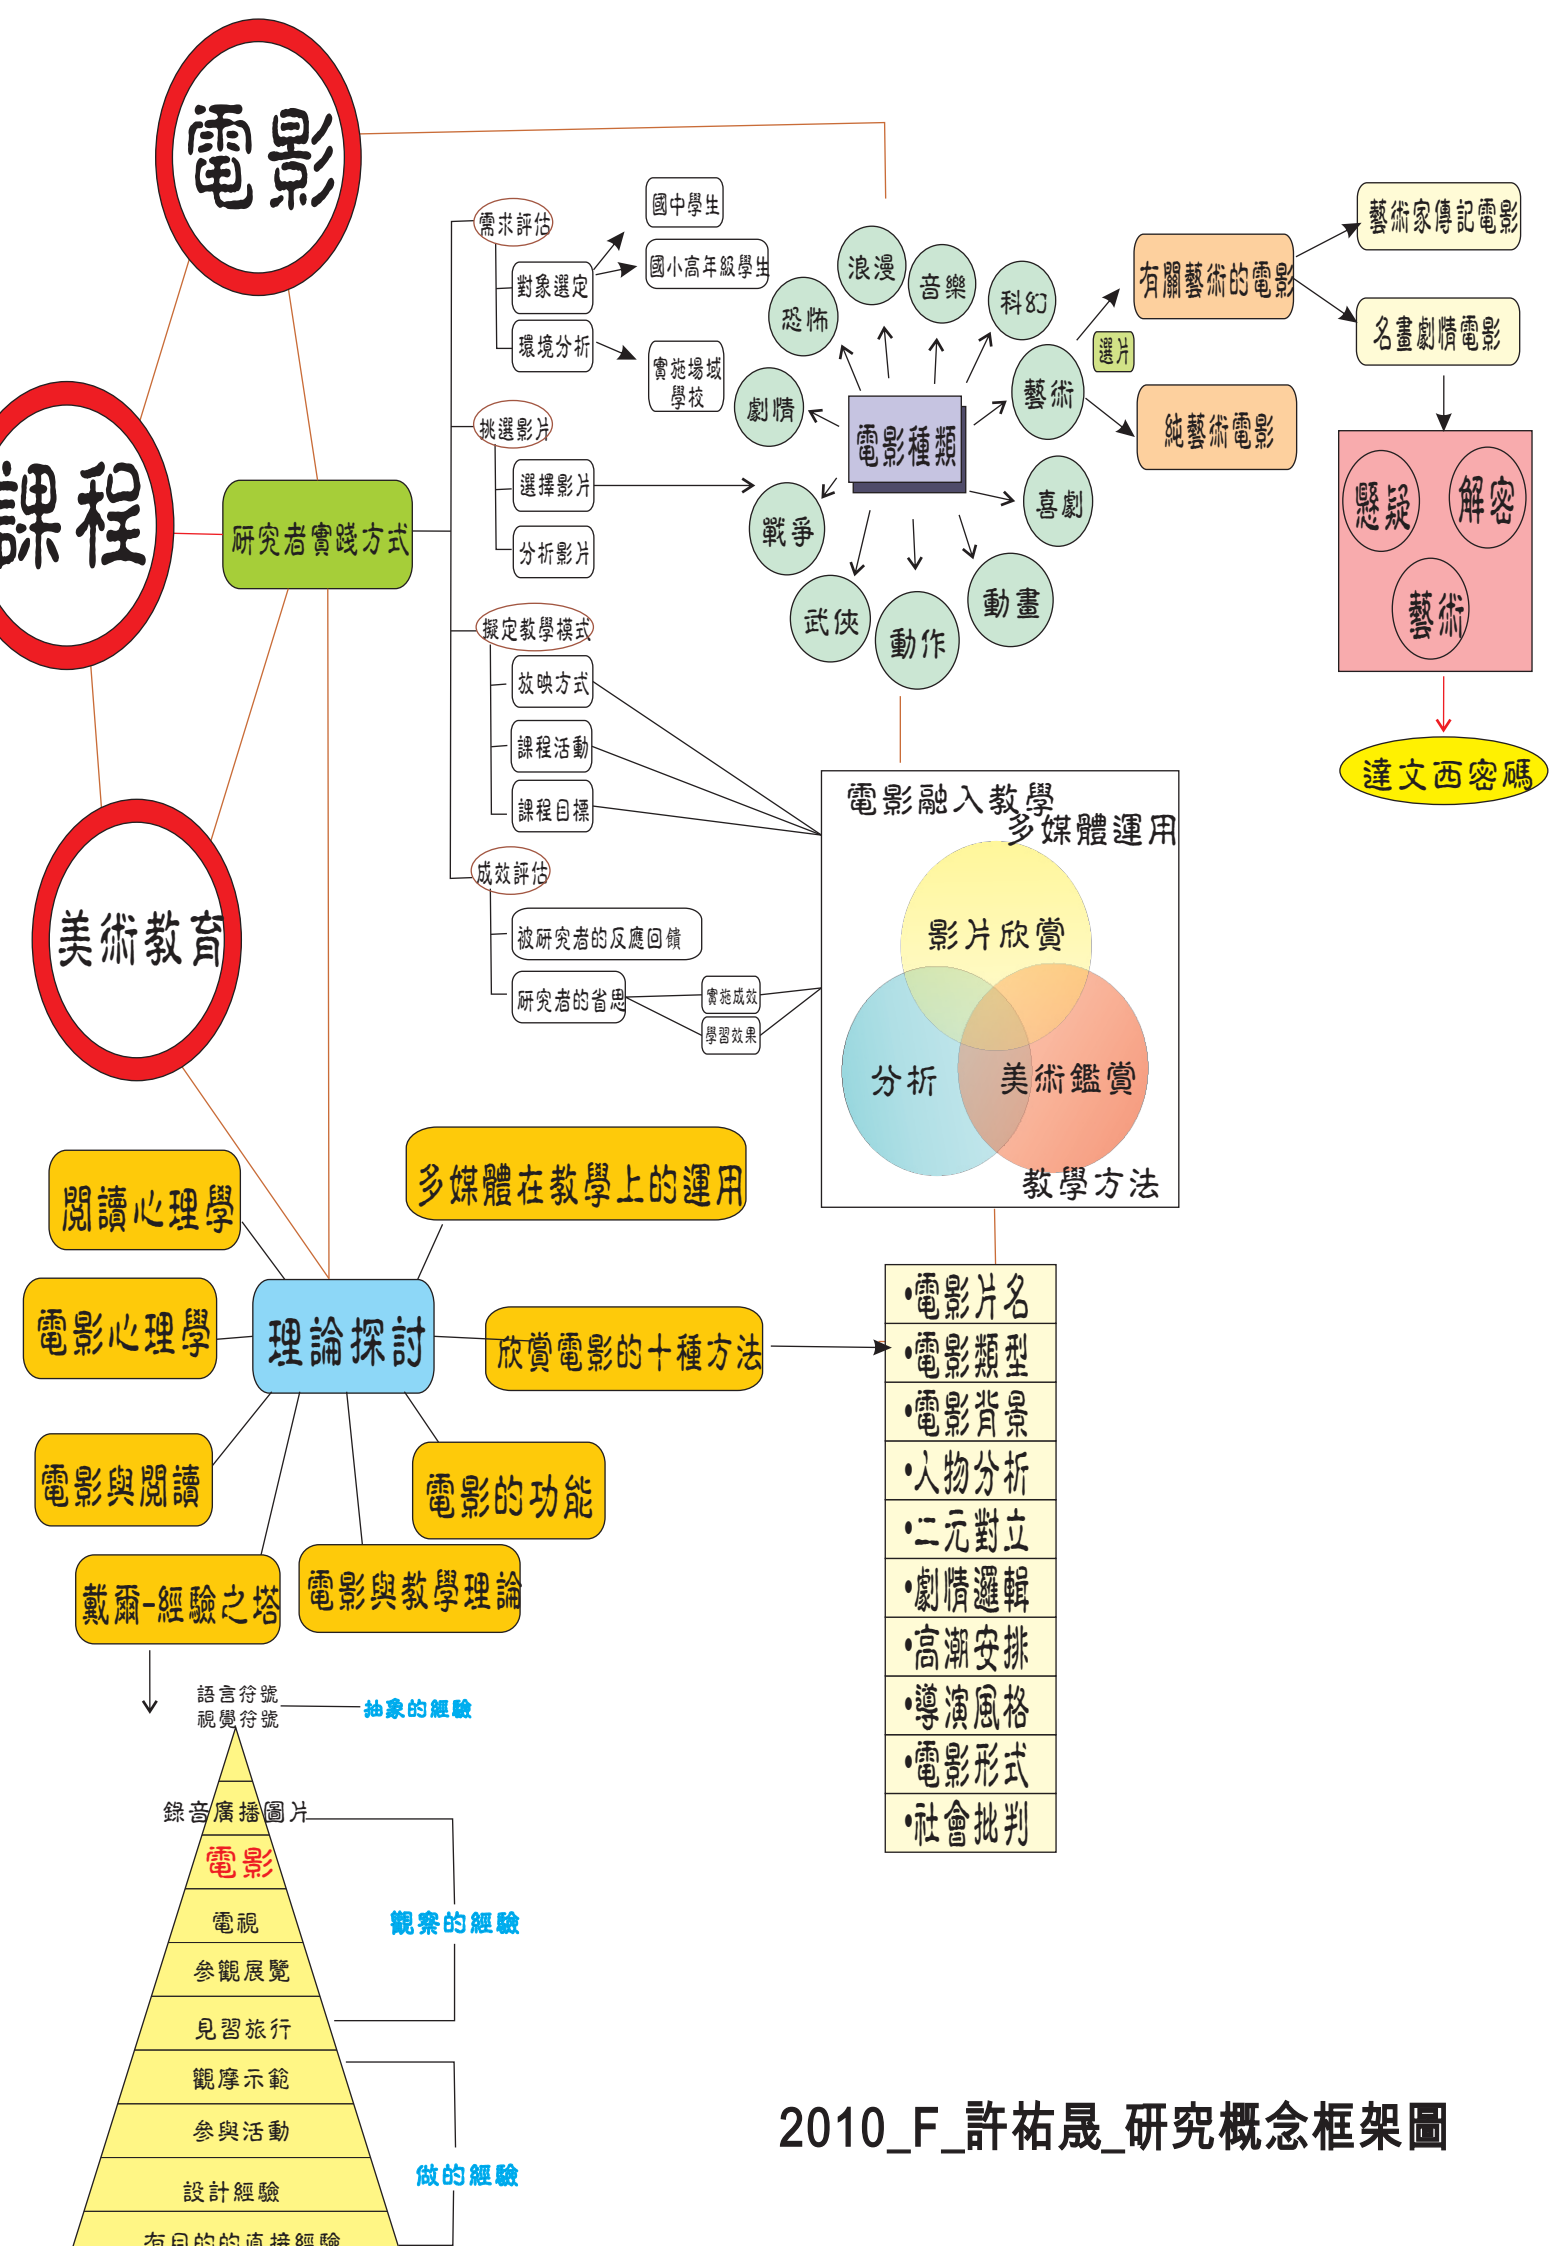 電影
課程
美術教育
研究者實踐方式
需求評估
對象選定
國中學生
國小高年級學生
環境分析
實施場域
學校
挑選影片
選擇影片
分析影片
擬定教學模式
放映方式
課程活動
課程目標
成效評估
被研究者的反應回饋
研究者的省思
實施成效
學習效果
電影種類
恐怖
浪漫
音樂
科幻
藝術
喜劇
動畫
動作
武俠
戰爭
劇情
選片
有關藝術的電影
純藝術電影
藝術家傳記電影
名畫劇情電影
懸疑
解密
藝術
達文西密碼
電影融入教學
多媒體運用
影片欣賞
分析
美術鑑賞
教學方法
理論探討
閱讀心理學
電影心理學
電影與閱讀
戴爾-經驗之塔
電影與教學理論
電影的功能
欣賞電影的十種方法
多媒體在教學上的運用
•電影片名
•電影類型
•電影背景
•人物分析
•二元對立
•劇情邏輯
•高潮安排
•導演風格
•電影形式
•社會批判
語言符號
視覺符號
抽象的經驗
錄音廣播圖片
電影
電視
參觀展覽
見習旅行
觀察的經驗
觀摩示範
參與活動
設計經驗
有目的的直接經驗
做的經驗
2010_F_許祐晟_研究概念框架圖